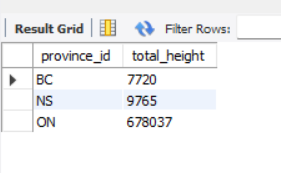 Result Grid Filter Rows:
province_id total_height
BC 7720
NS 9765
ON 678037